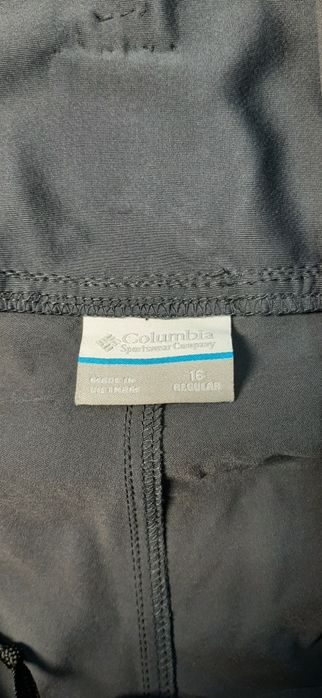 Columbia
Sportswear Company
MADE IN
VIETNAM
16
REGULAR